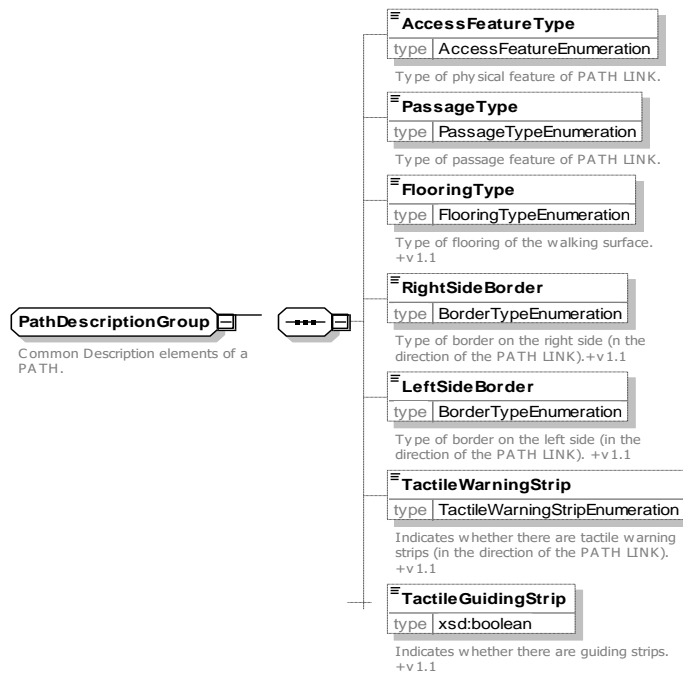 AccessFeatureType
type AccessFeatureEnumeration
Type of physical feature of PATH LINK.
PassageType
type PassageTypeEnumeration
Type of passage feature of PATH LINK.
FlooringType
type FlooringTypeEnumeration
Type of flooring of the walking surface.
+v1.1
RightSideBorder
type BorderTypeEnumeration
Type of border on the right side (n the
direction of the PATH LINK).+v1.1
PathDescriptionGroup
Common Description elements of a
PATH.
LeftSideBorder
type BorderTypeEnumeration
Type of border on the left side (in the
direction of the PATH LINK). +v1.1
TactileWarningStrip
type TactileWarningStripEnumeration
Indicates whether there are tactile warning
strips (in the direction of the PATH LINK).
+v1.1
TactileGuidingStrip
type xsd:boolean
Indicates whether there are guiding strips.
+v1.1